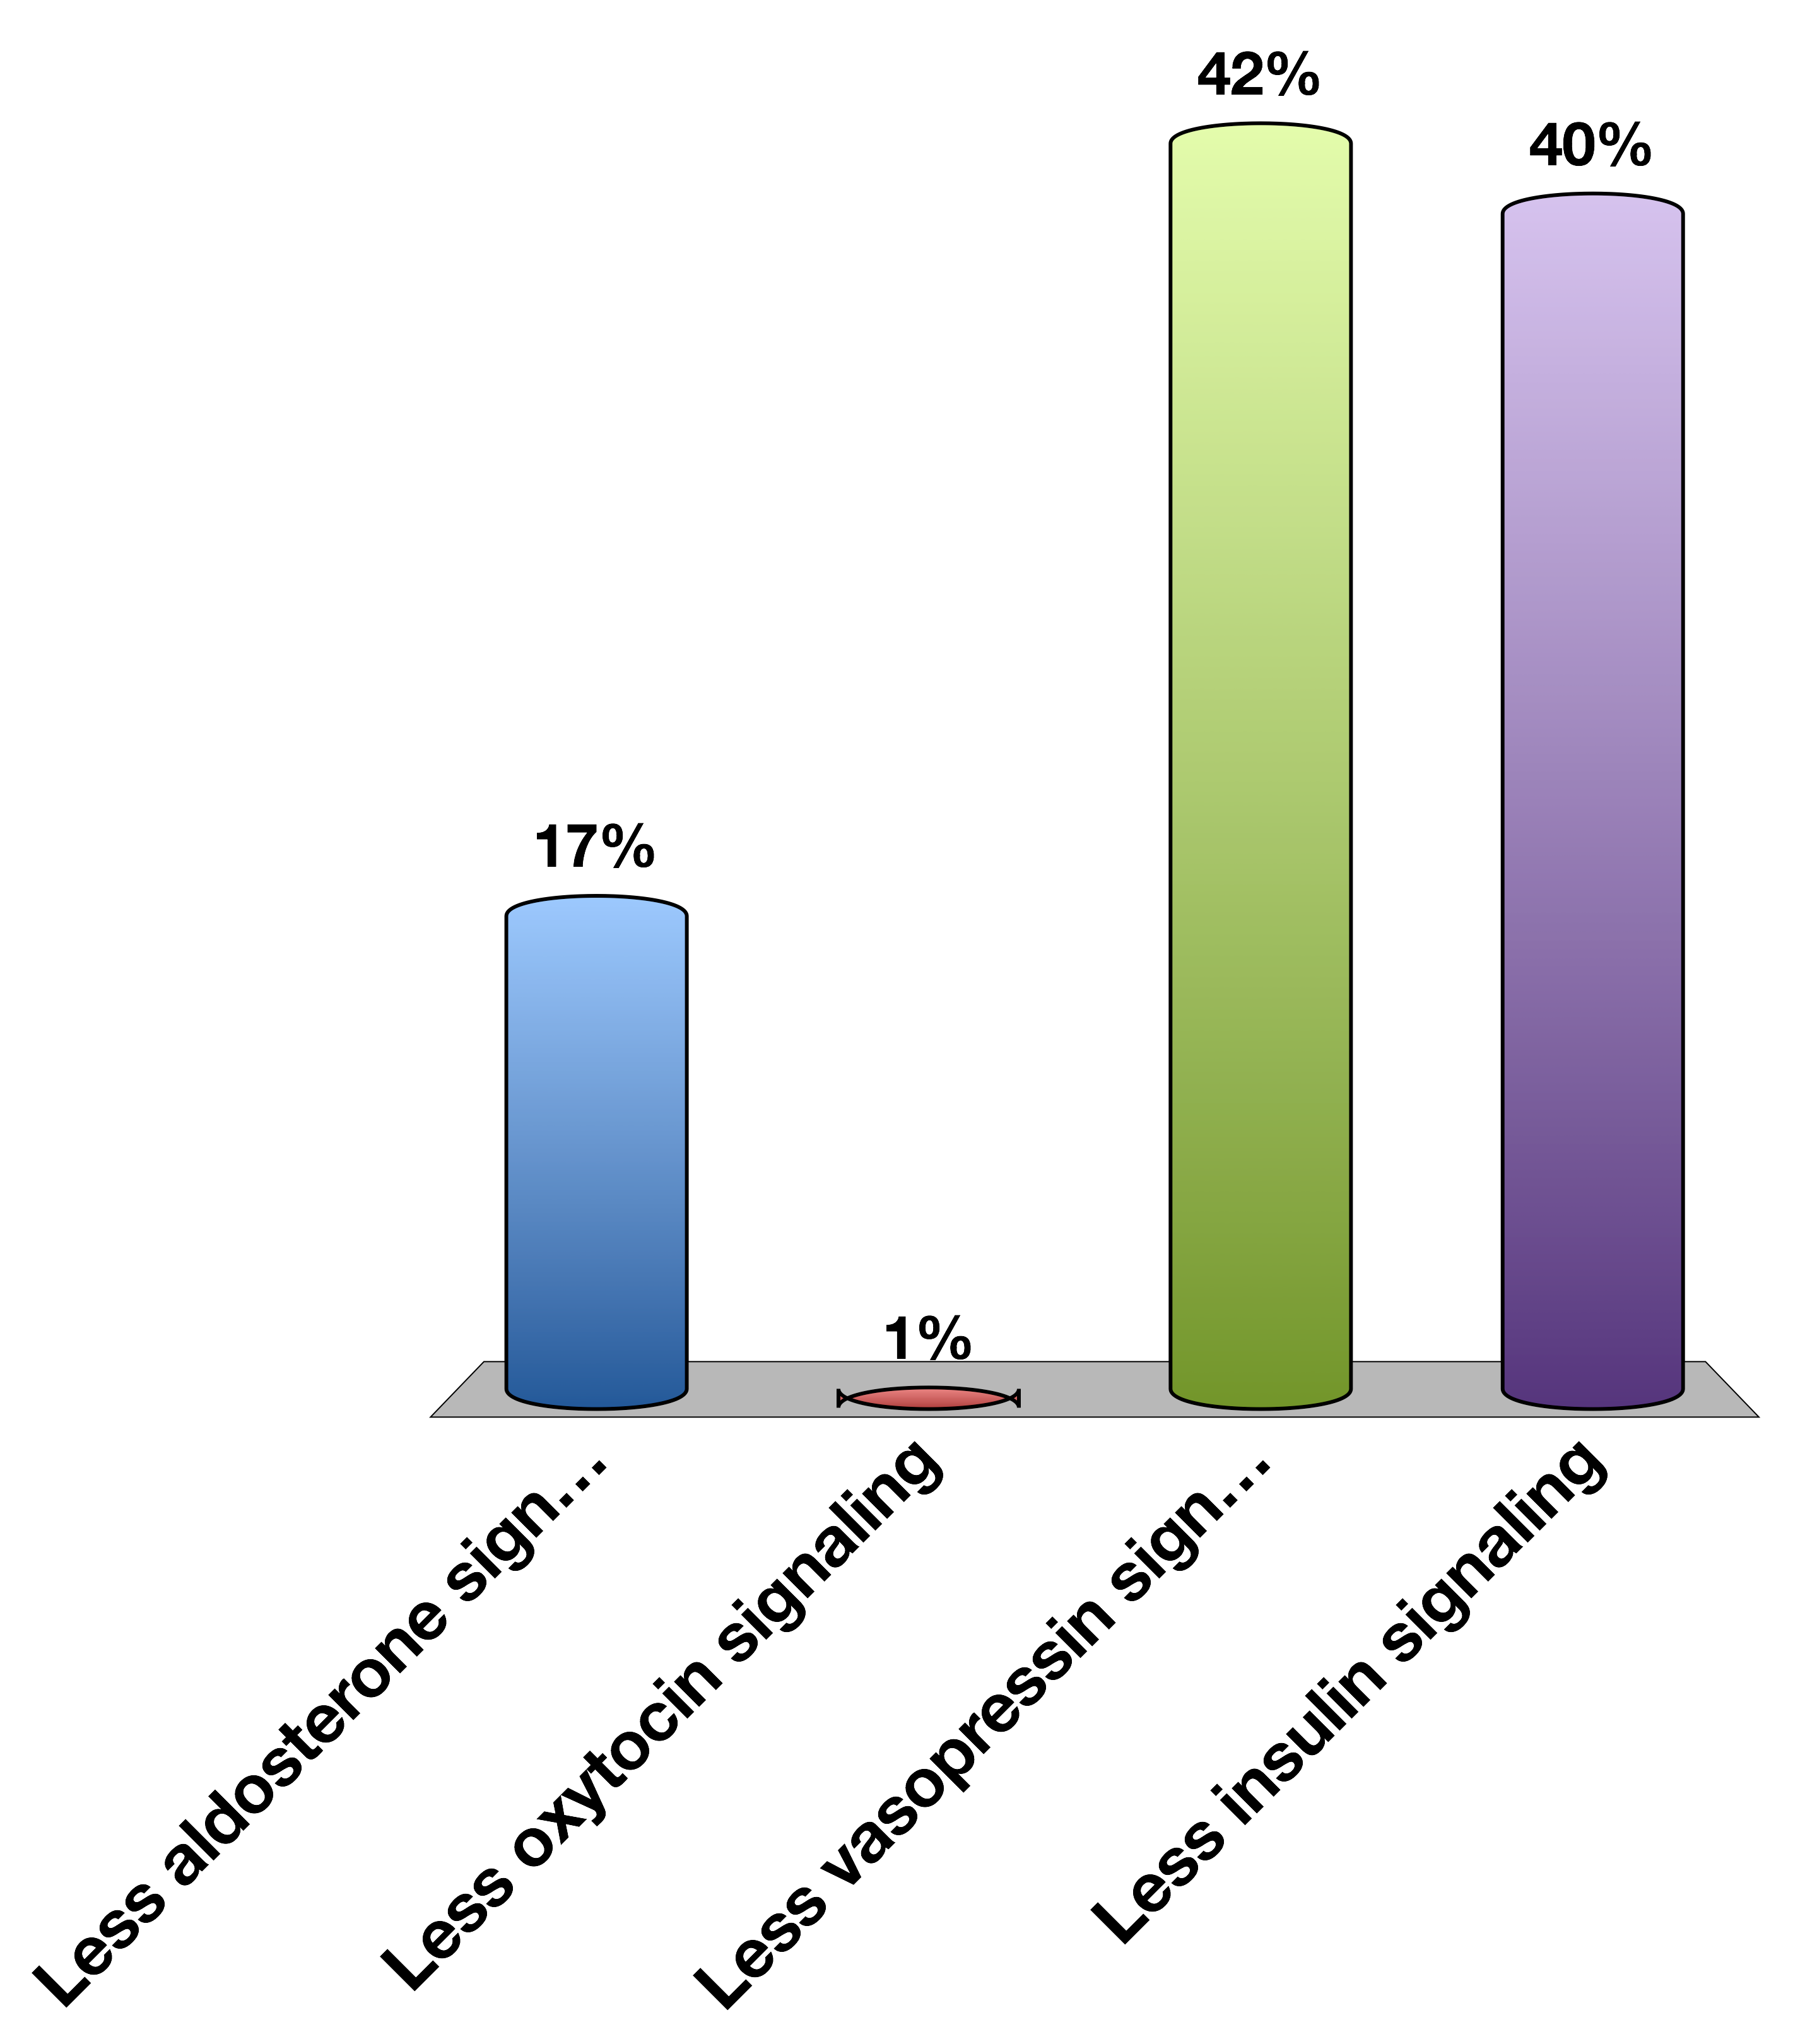 42%
40%
17%
1%
Less aldosterone sign...
Less oxytocin signaling
Less vasopressin sign...
Less insulin signaling